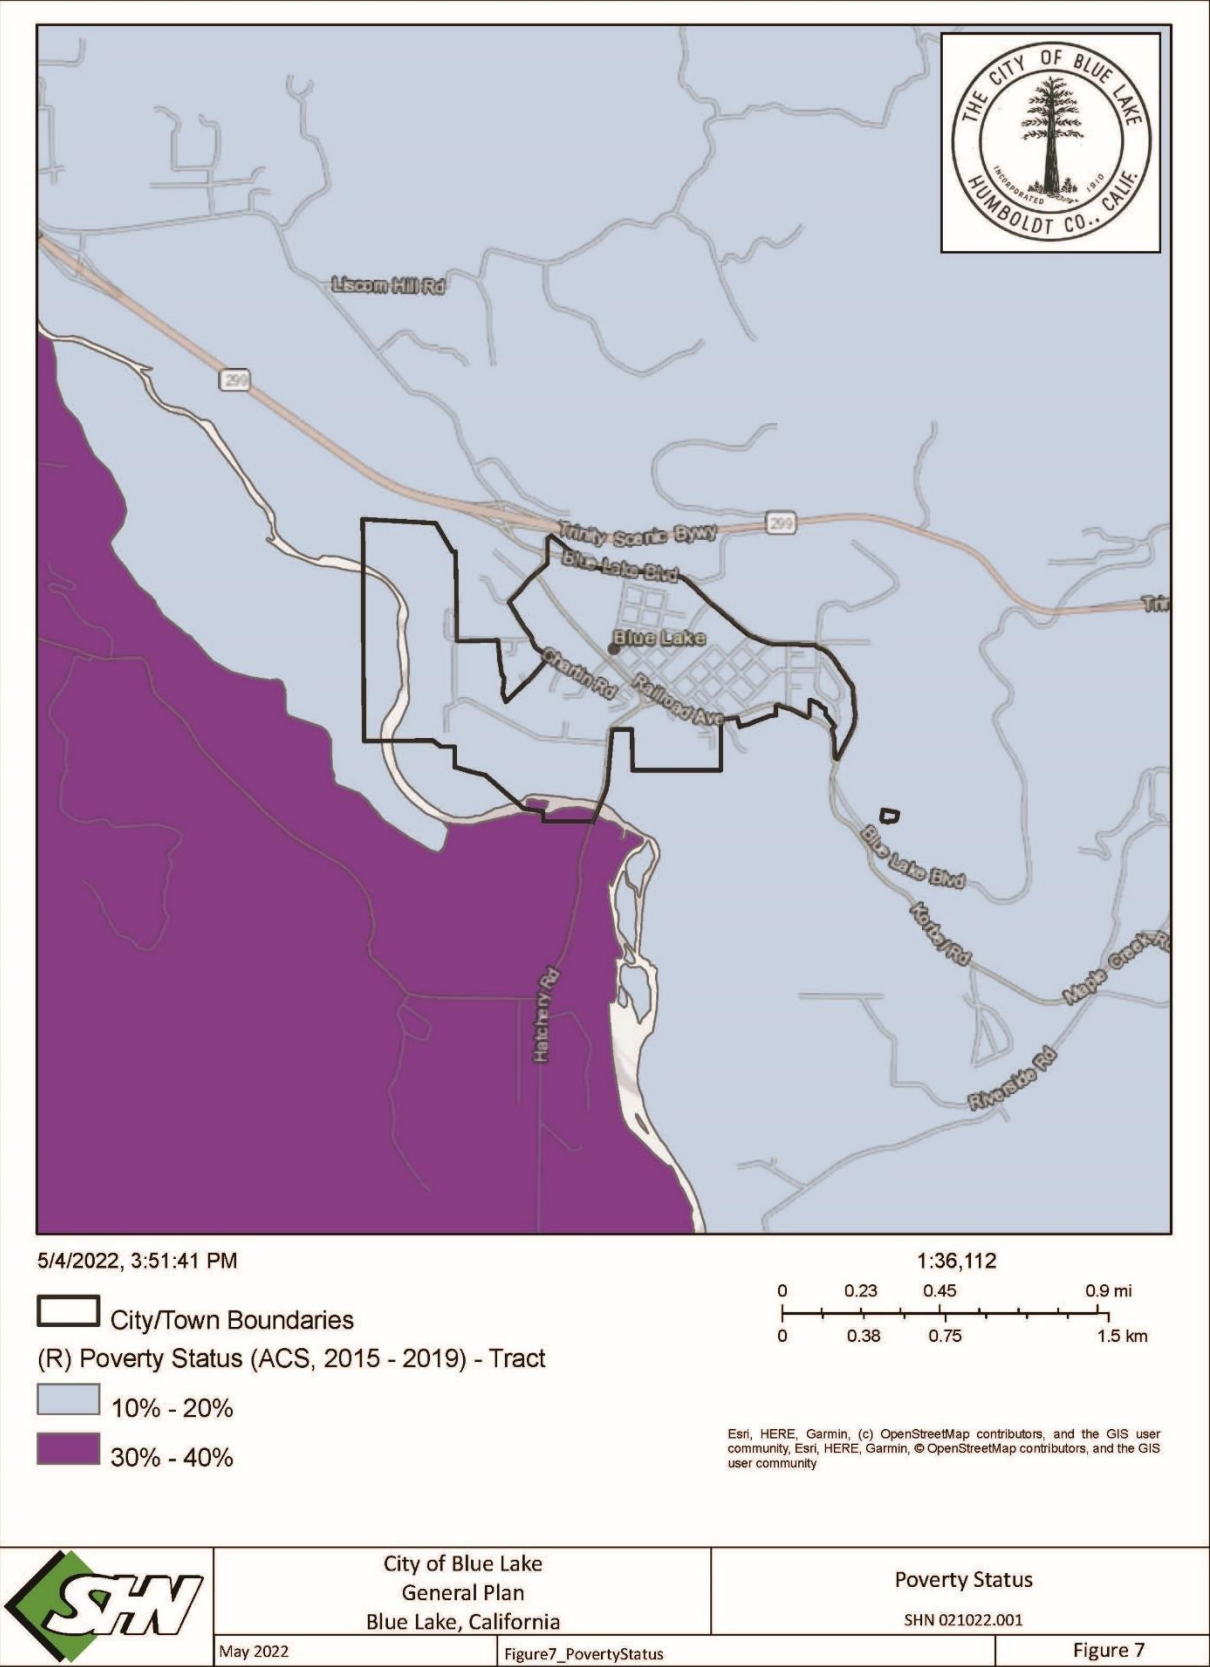 THE CITY OF BLUE LAKE
INCORPORATED 1910
HUMBOLDT CO., CALIF.
Liscom Hill Rd
299
Trinity Scenic Bywy
299
Blue Lake Blvd
Trin
Blue Lake
Chartin Rd
Railroad Ave
Blue Lake Blvd
Korbel Rd
Maple Creek Rd
Hatchery Rd
Riverside Rd
5/4/2022, 3:51:41 PM
1:36,112
0 0.23 0.45 0.9 mi
0 0.38 0.75 1.5 km
City/Town Boundaries
(R) Poverty Status (ACS, 2015 - 2019) - Tract
10% - 20%
30% - 40%
Esri, HERE, Garmin, (c) OpenStreetMap contributors, and the GIS user
community, Esri, HERE, Garmin, © OpenStreetMap contributors, and the GIS
user community
SHN
City of Blue Lake
General Plan
Blue Lake, California
Poverty Status
SHN 021022.001
May 2022
Figure7_PovertyStatus
Figure 7